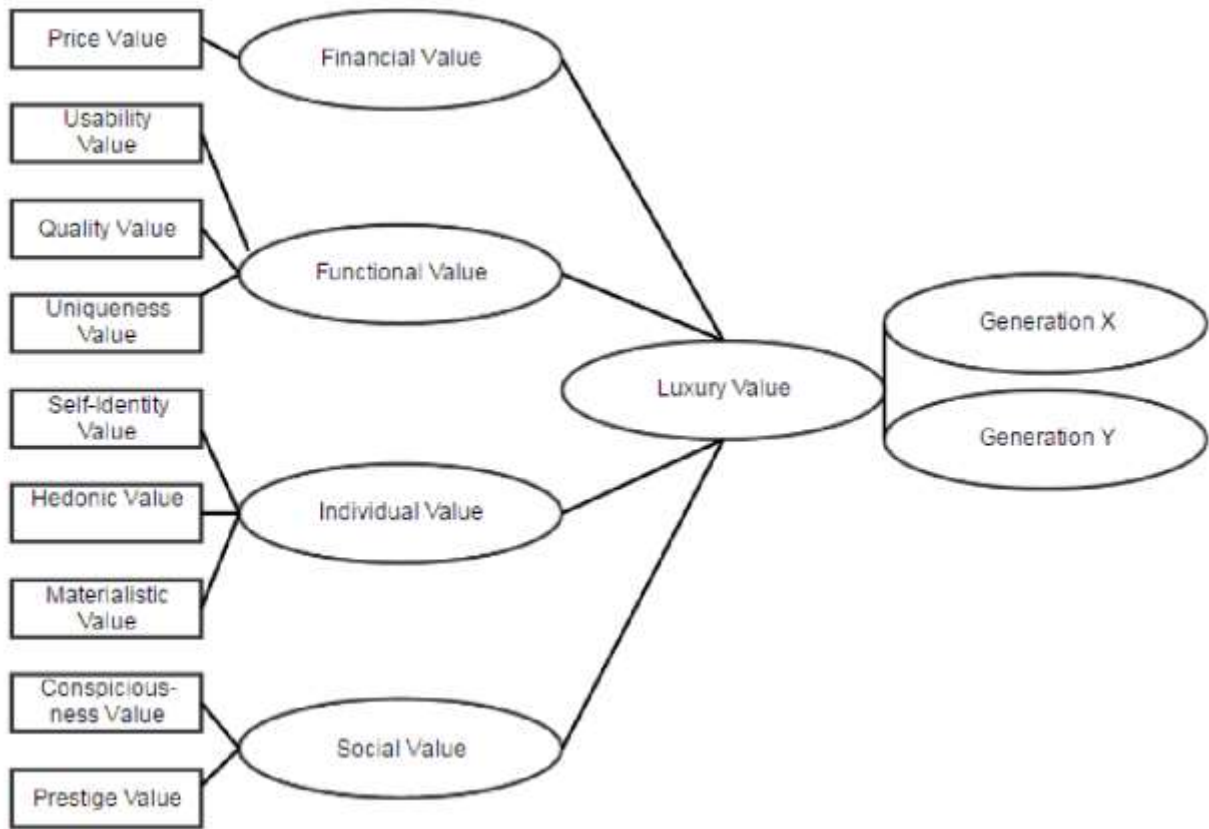 Price Value
Financial Value
Usability
Value
Quality Value
Functional Value
Uniqueness
Value
Generation X
Luxury Value
Generation Y
Self-Identity
Value
Hedonic Value
Individual Value
Materialistic
Value
Conspicious-
ness Value
Social Value
Prestige Value